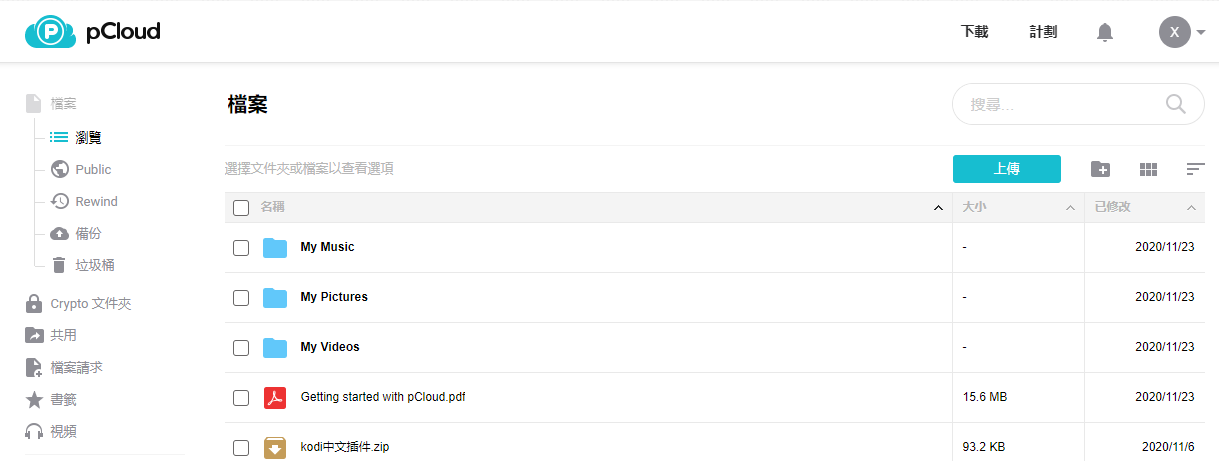 P pCloud 下載 計劃 X
檔案
瀏覽
Public
Rewind
備份
垃圾桶
Crypto 文件夾
共用
檔案請求
書籤
視頻
檔案
搜尋...
選擇文件夾或檔案以查看選項 上傳
名稱 大小 已修改
My Music - 2020/11/23
My Pictures - 2020/11/23
My Videos - 2020/11/23
Getting started with pCloud.pdf 15.6 MB 2020/11/23
kodi中文插件.zip 93.2 KB 2020/11/6